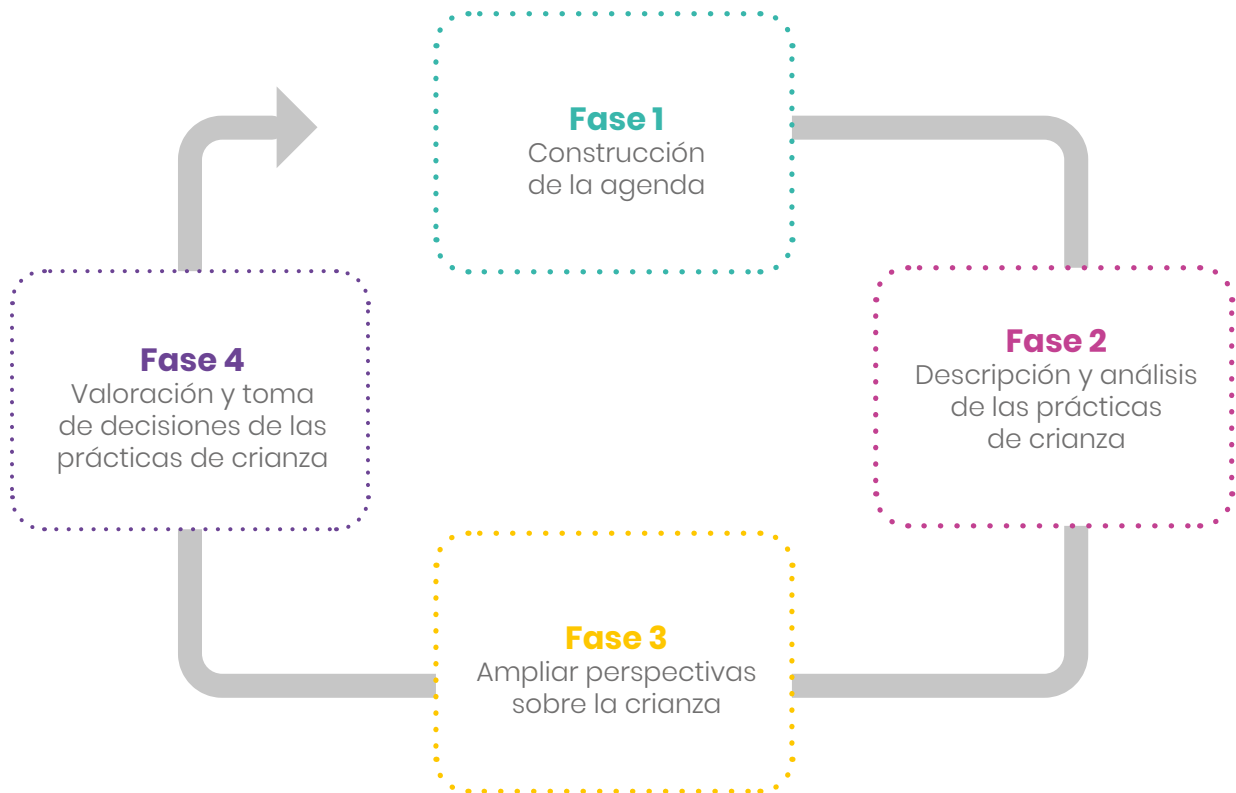 Fase 1
Construcción
de la agenda
Fase 2
Descripción y análisis
de las prácticas
de crianza
Fase 3
Ampliar perspectivas
sobre la crianza
Fase 4
Valoración y toma
de decisiones de las
prácticas de crianza